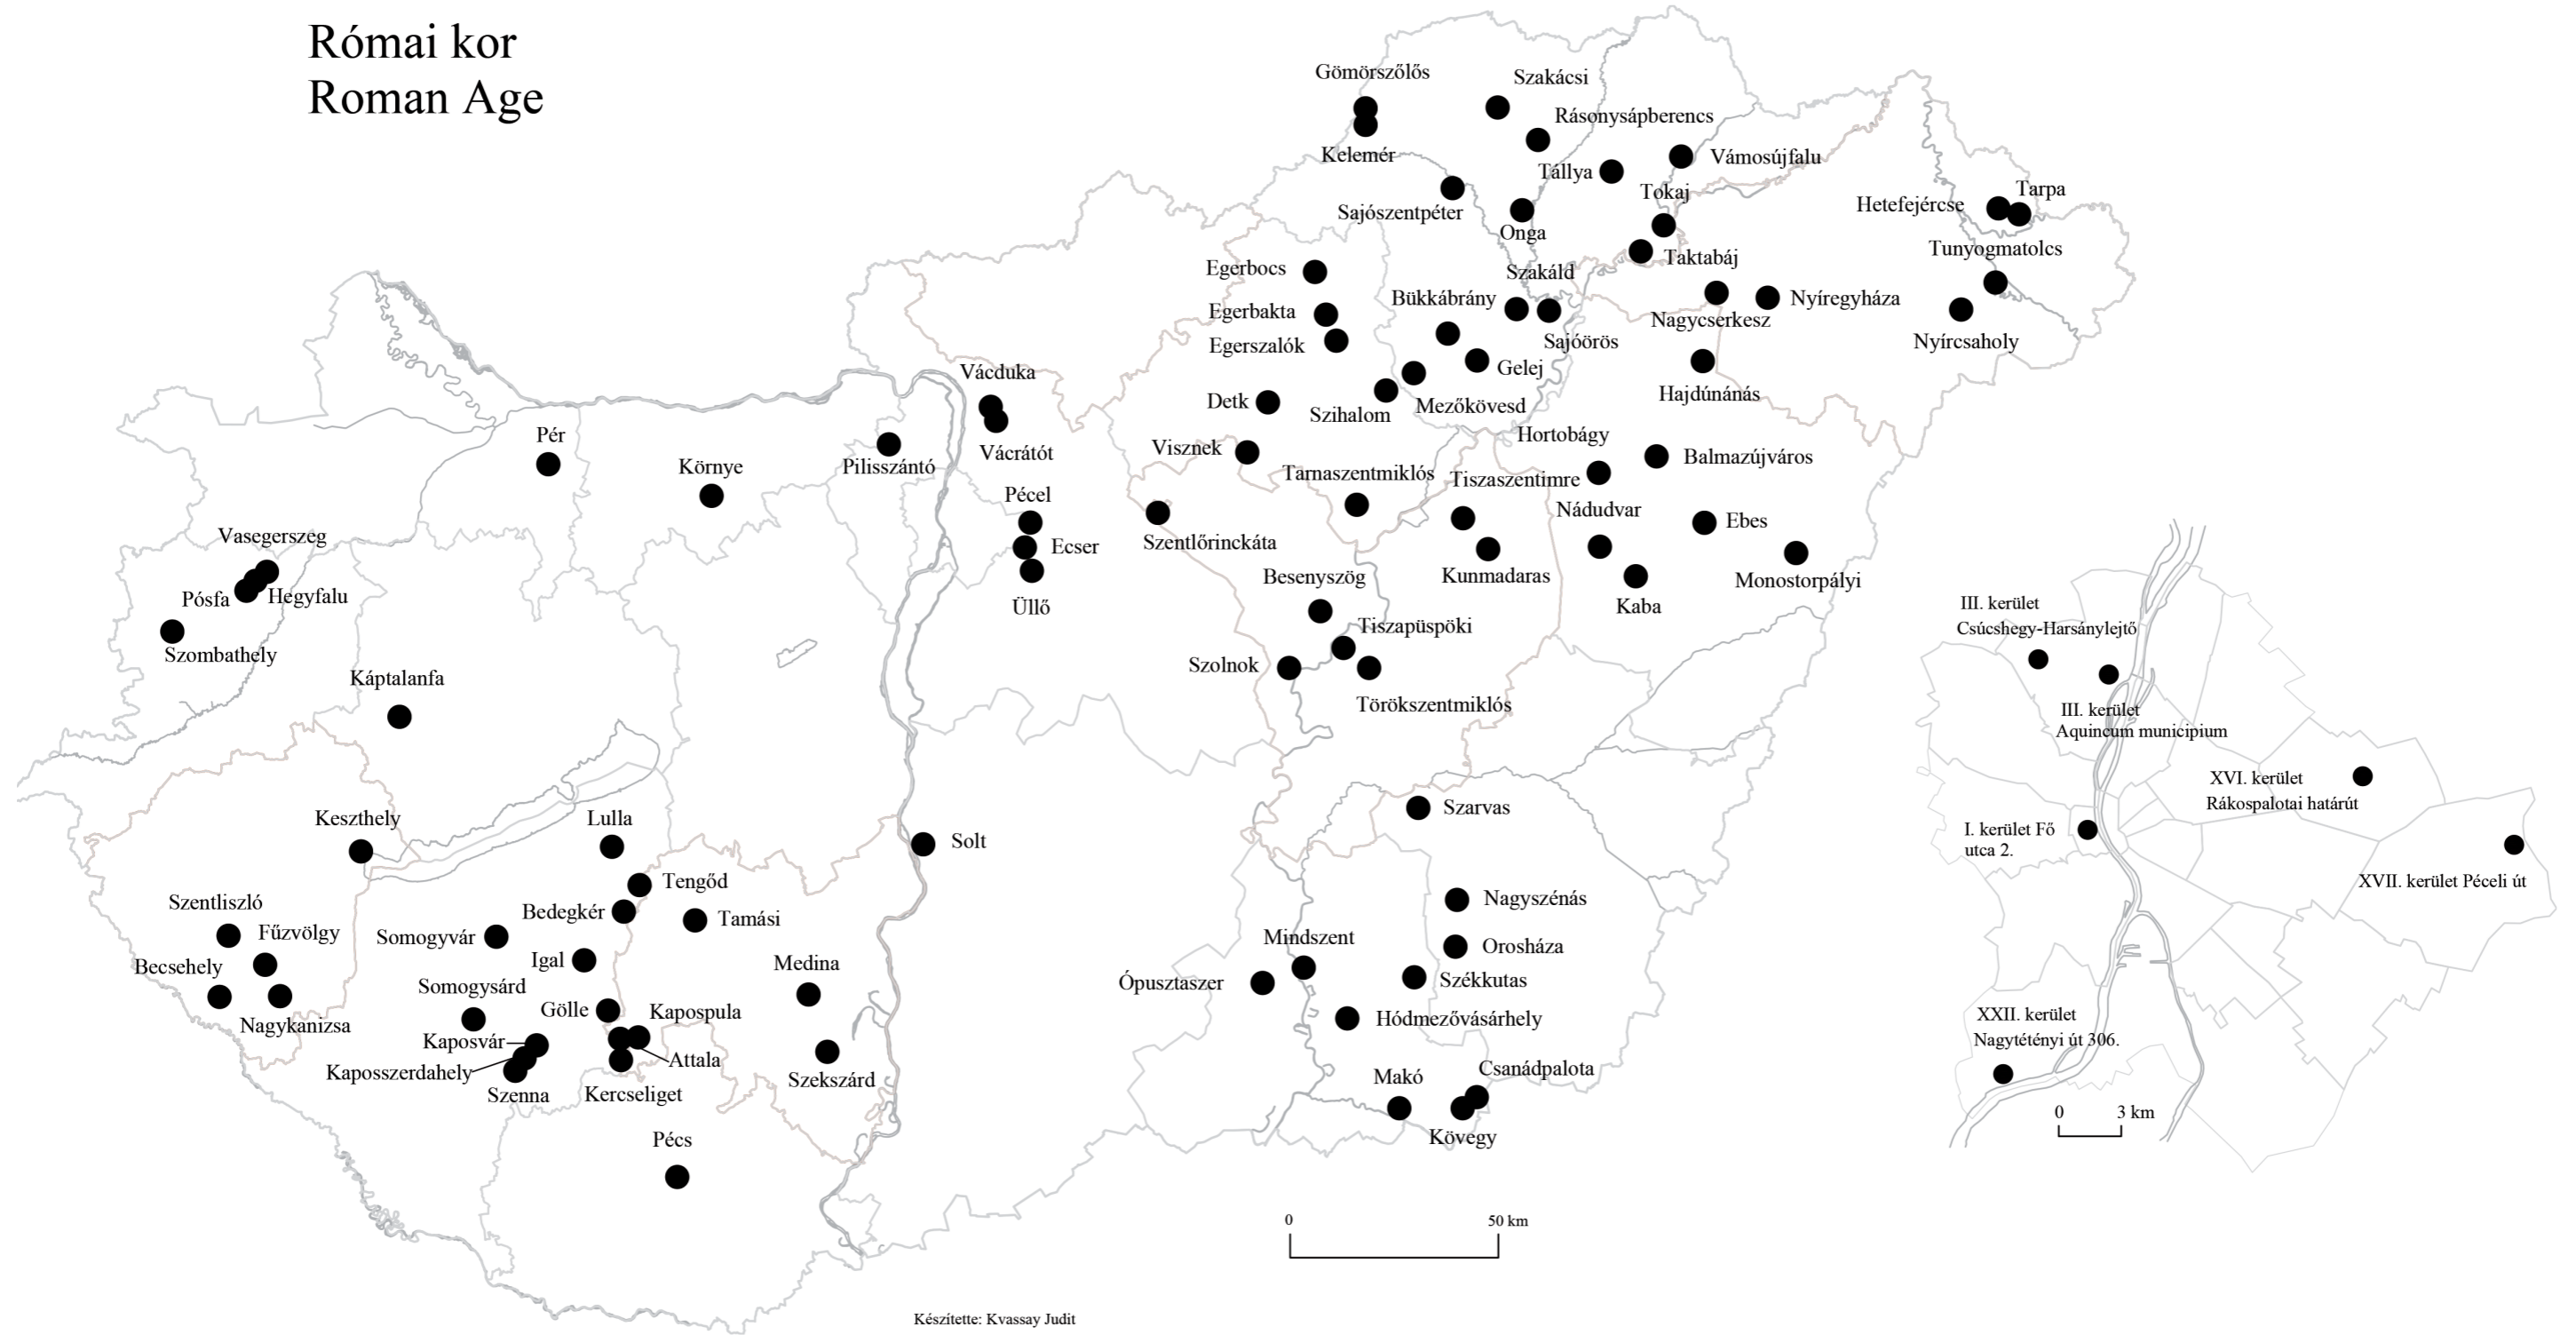 Római kor
Roman Age
Gömörszőlős
Szakácsi
Rásonysápberencs
Kelemér
Vámosújfalu
Tállya
Tokaj
Tarpa
Hetefejércse
Sajószentpéter
Onga
Tunyogmatolcs
Taktabáj
Egerbocs
Szakáld
Bükkábrány
Nyíregyháza
Egerbakta
Nagycserkesz
Sajóörös
Nyírcsaholy
Egerszalók
Gelej
Vácduka
Hajdúnánás
Detk
Mezőkövesd
Szihalom
Pér
Hortobágy
Visznek
Vácrátót
Balmazújváros
Környe
Pilisszántó
Tarnaszentmiklós
Tiszaszentimre
Pécel
Nádudvar
Ebes
Vasegerszeg
Szentlőrinckáta
Ecser
Besenyszög
Kunmadaras
Monostorpályi
Pósfa
Hegyfalu
Üllő
Kaba
III. kerület
Csúcshegy-Harsánylejtő
Tiszapüspöki
Szombathely
Szolnok
Káptalanfa
Törökszentmiklós
III. kerület
Aquincum municipium
XVI. kerület
Rákospalotai határút
Szarvas
Keszthely
Lulla
I. kerület Fő
utca 2.
Solt
XVII. kerület Péceli út
Tengőd
Szentliszló
Nagyszénás
Bedegkér
Tamási
Fűzvölgy
Somogyvár
Mindszent
Orosháza
Igal
Becsehely
Medina
Ópusztaszer
Székkutas
Somogysárd
Gölle
Kapospula
XXII. kerület
Nagykanizsa
Hódmezővásárhely
Kaposvár
Nagytétényi út 306.
Attala
Kaposszerdahely
Csanádpalota
Makó
Szekszárd
Szenna
Kercseliget
0 3 km
Kövegy
Pécs
0 50 km
Készítette: Kvassay Judit